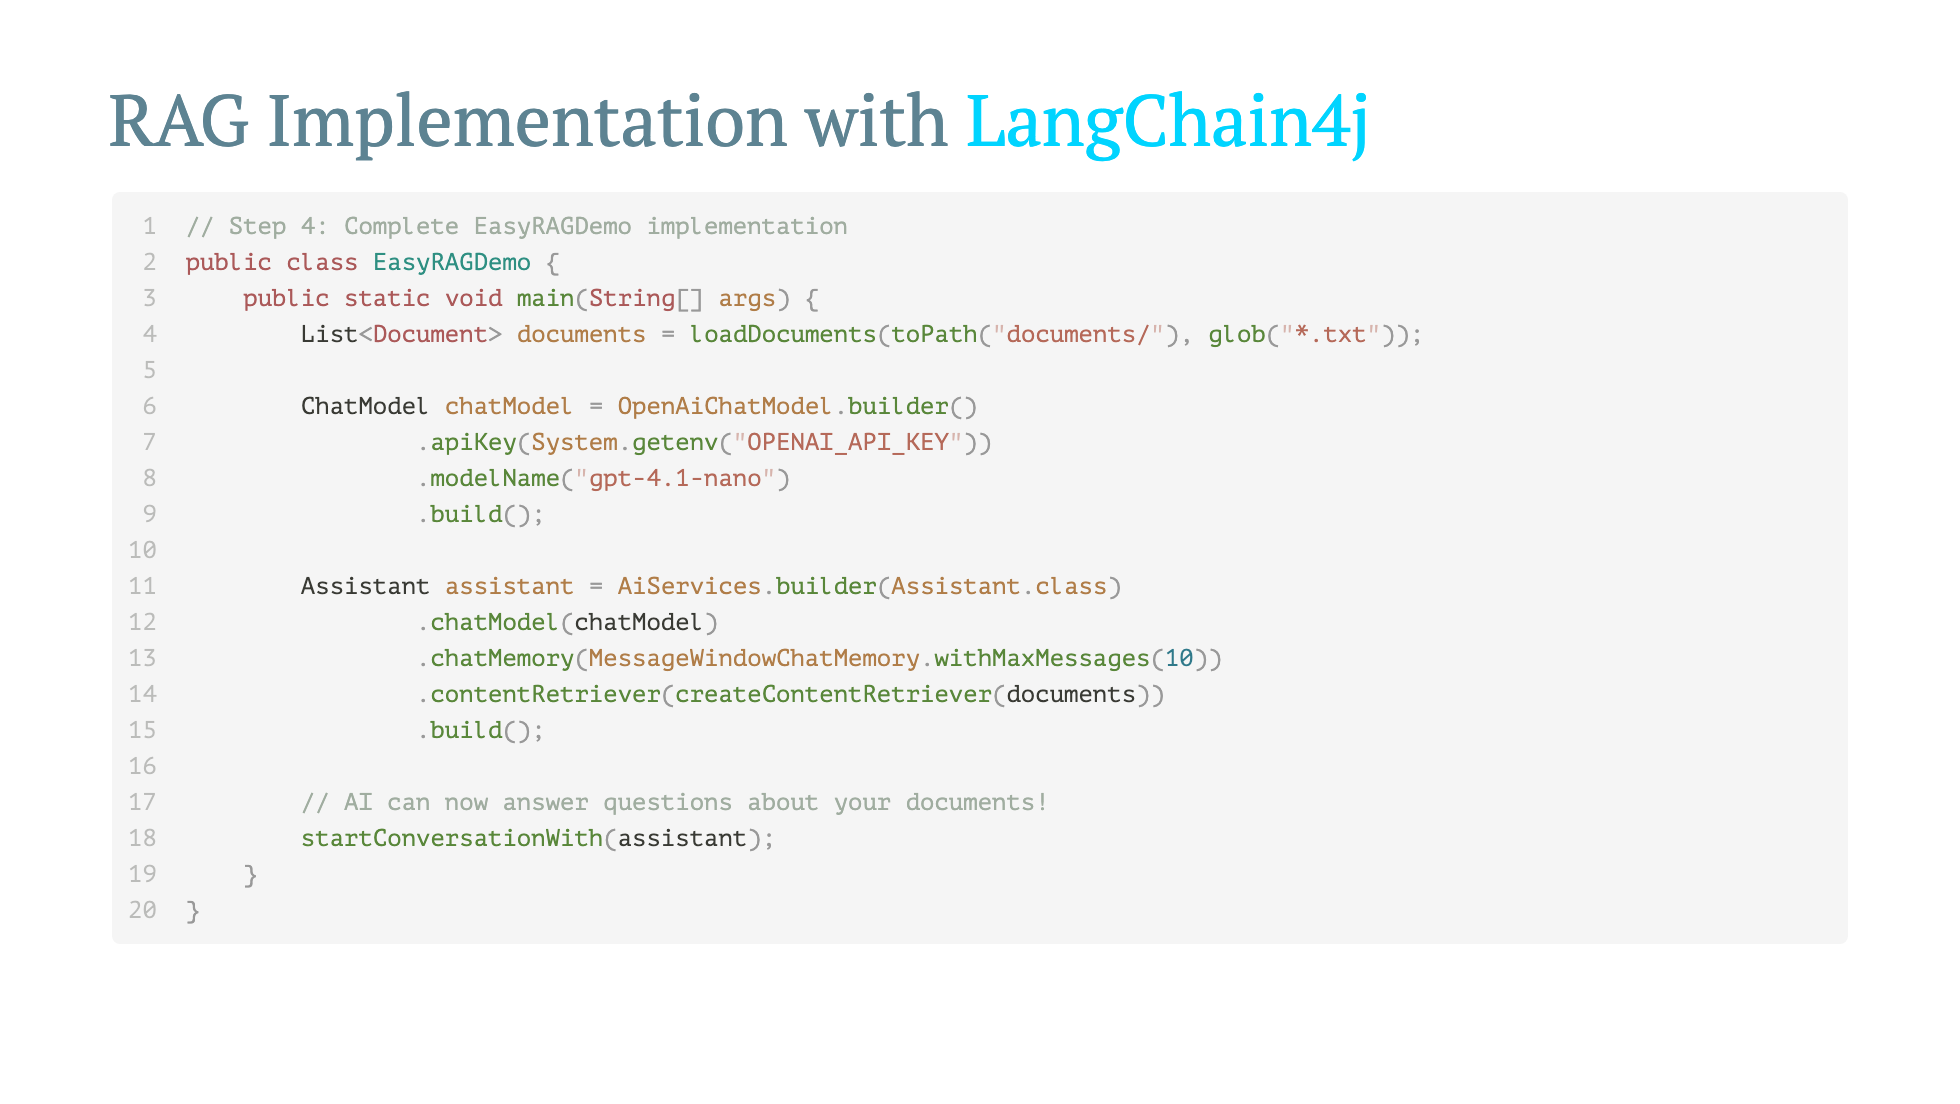 RAG Implementation with LangChain4j
1 // Step 4: Complete EasyRAGDemo implementation
2 public class EasyRAGDemo {
3     public static void main(String[] args) {
4         List<Document> documents = loadDocuments(toPath("documents/"), glob("*.txt"));
5
6         ChatModel chatModel = OpenAiChatModel.builder()
7                 .apiKey(System.getenv("OPENAI_API_KEY"))
8                 .modelName("gpt-4.1-nano")
9                 .build();
10
11         Assistant assistant = AiServices.builder(Assistant.class)
12                 .chatModel(chatModel)
13                 .chatMemory(MessageWindowChatMemory.withMaxMessages(10))
14                 .contentRetriever(createContentRetriever(documents))
15                 .build();
16
17         // AI can now answer questions about your documents!
18         startConversationWith(assistant);
19     }
20 }